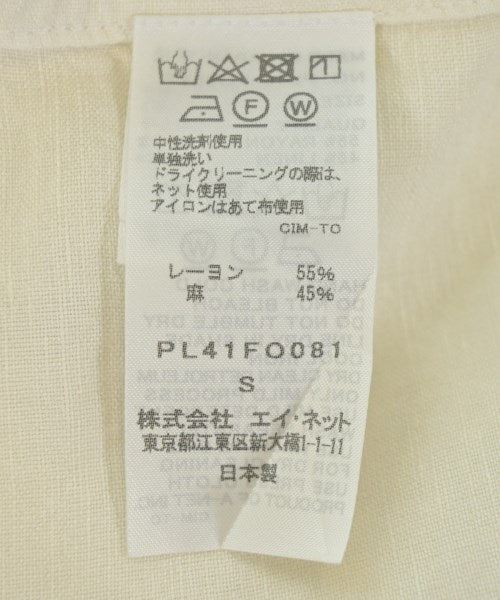 F W
中性洗剤使用
単独洗い
ドライクリーニングの際は、
ネット使用
アイロンはあて布使用
CIM-TO
レーヨン 55%
麻 45%
PL41FO081
S
株式会社 エイ・ネット
東京都江東区新大橋1-1-11
日本製